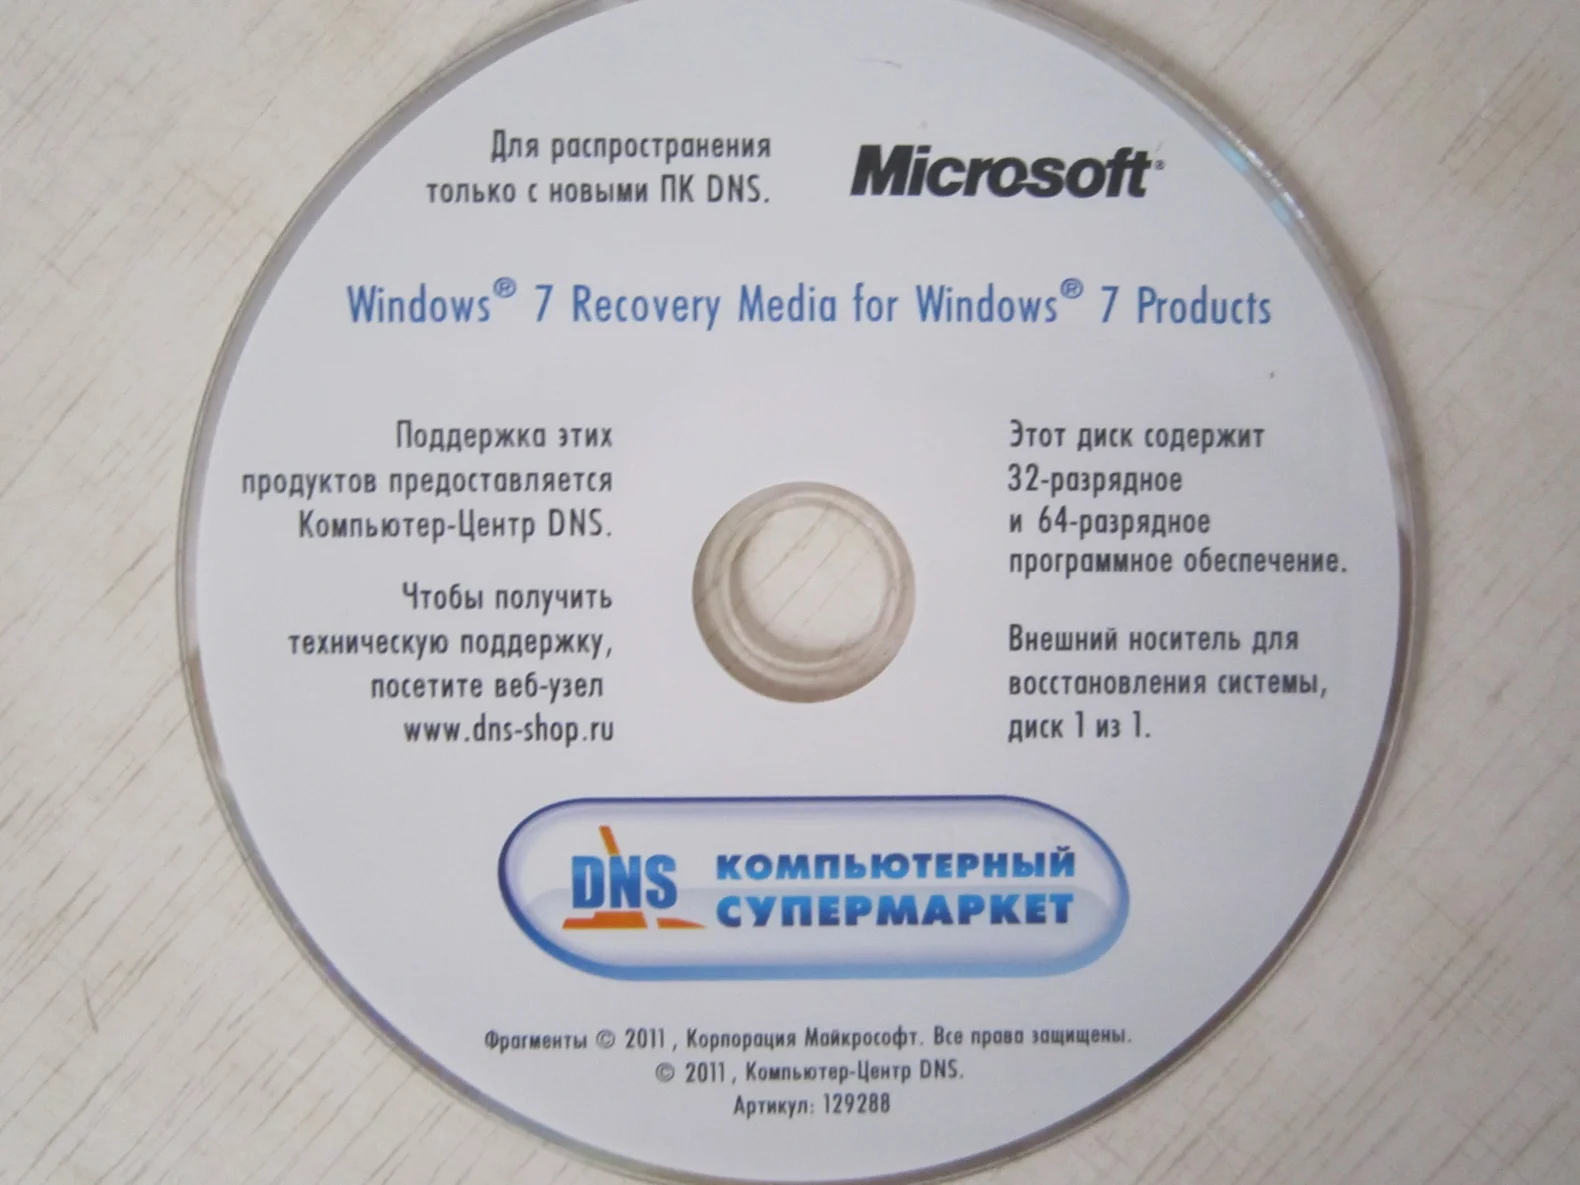 Для распространения
только с новыми ПК DNS.
Microsoft®
Windows® 7 Recovery Media for Windows® 7 Products
Поддержка этих
продуктов предоставляется
Компьютер-Центр DNS.
Чтобы получить
техническую поддержку,
посетите веб-узел
www.dns-shop.ru
Этот диск содержит
32-разрядное
и 64-разрядное
программное обеспечение.
Внешний носитель для
восстановления системы,
диск 1 из 1.
DNS
КОМПЬЮТЕРНЫЙ
СУПЕРМАРКЕТ
Фрагменты © 2011 , Корпорация Майкрософт. Все права защищены.
© 2011 , Компьютер-Центр DNS.
Артикул: 129288